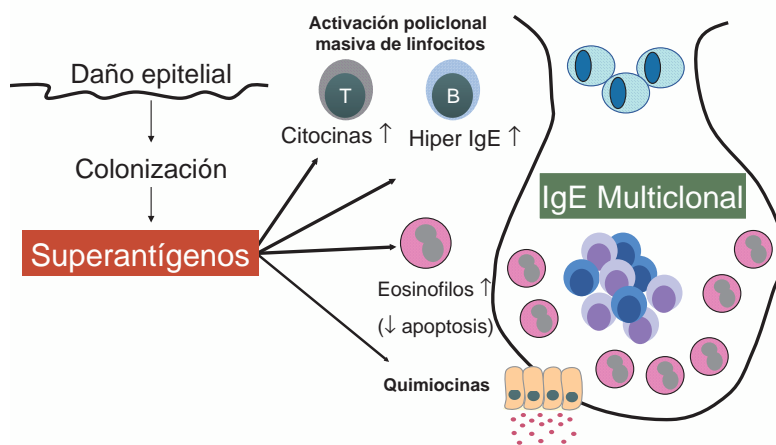 Activación policlonal
masiva de linfocitos
Daño epitelial
T
B
Citocinas ↑
Hiper IgE ↑
Colonización
IgE Multiclonal
Superantígenos
Eosinofilos ↑
(↓ apoptosis)
Quimiocinas